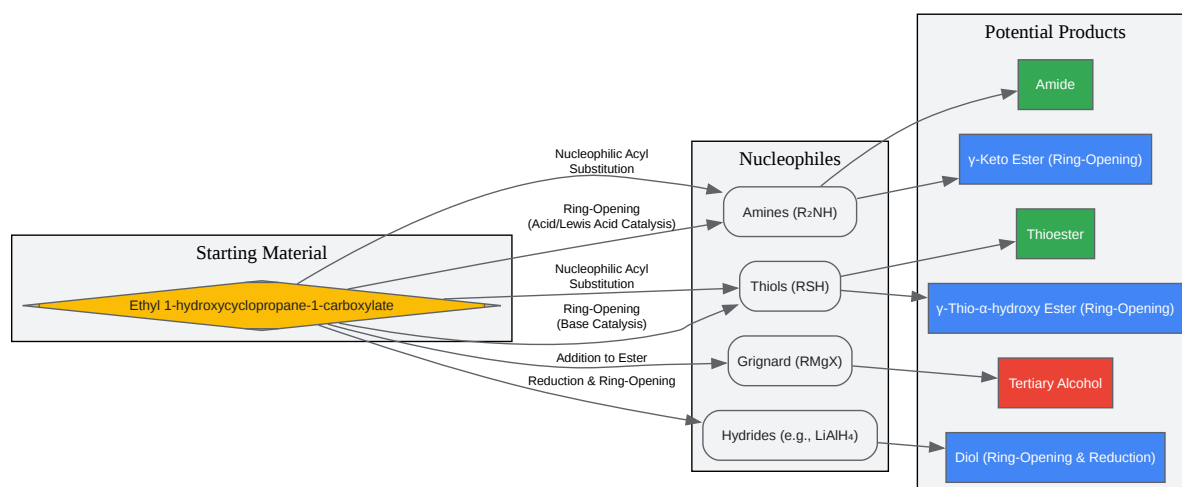 Starting Material
Ethyl 1-hydroxycyclopropane-1-carboxylate
Nucleophilic Acyl
Substitution
Ring-Opening
(Acid/Lewis Acid Catalysis)
Nucleophilic Acyl
Substitution
Ring-Opening
(Base Catalysis)
Addition to Ester
Reduction & Ring-Opening
Nucleophiles
Amines (R₂NH)
Thiols (RSH)
Grignard (RMgX)
Hydrides (e.g., LiAlH₄)
Potential Products
Amide
γ-Keto Ester (Ring-Opening)
Thioester
γ-Thio-α-hydroxy Ester (Ring-Opening)
Tertiary Alcohol
Diol (Ring-Opening & Reduction)